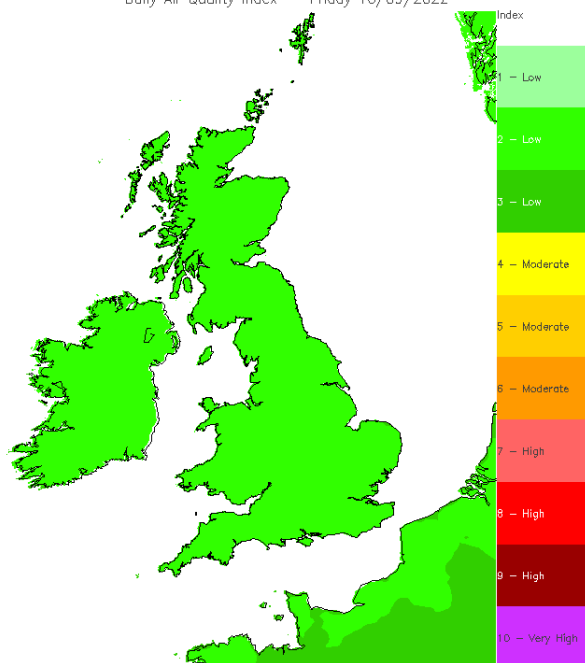 Daily Air Quality Index Friday
Index
1 - Low
2 - Low
3 - Low
4 - Moderate
5 - Moderate
6 - Moderate
7 - High
8 - High
9 - High
10 - Very High